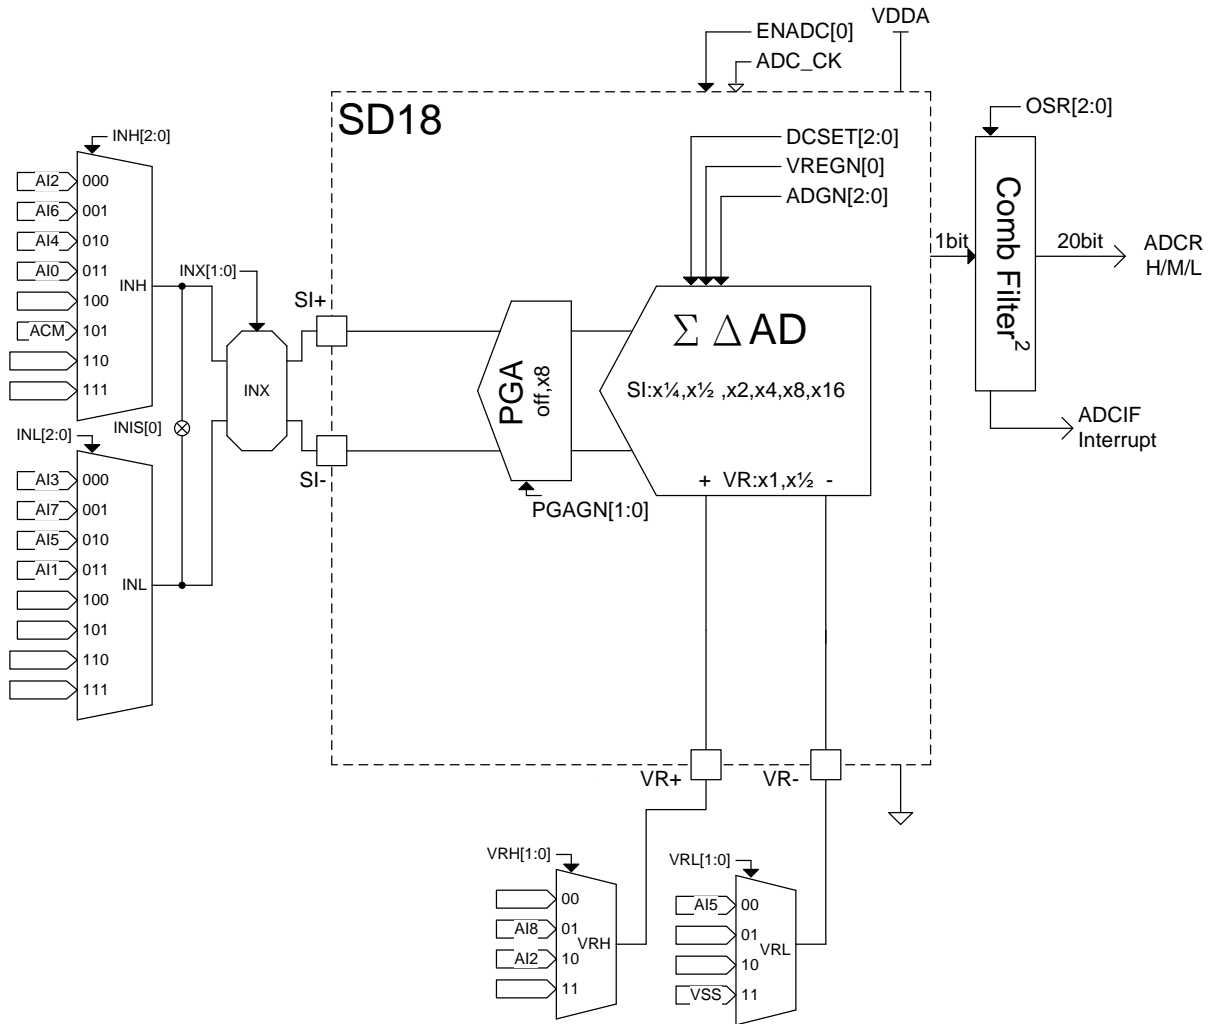 ENADC[0]
ADC_CK
VDDA
SD18
OSR[2:0]
DCSET[2:0]
VREGN[0]
ADGN[2:0]
INH[2:0]
AI2 000
AI6 001
AI4 010
AI0 011
100
ACM 101
110
111
INH
INX[1:0]
INX
INIS[0]
INL[2:0]
AI3 000
AI7 001
AI5 010
AI1 011
100
101
110
111
INL
SI+
SI-
PGA
off,x8
PGAGN[1:0]
Σ Δ AD
SI:x¼,x½ ,x2,x4,x8,x16
+ VR:x1,x½ -
1bit
Comb Filter²
20bit
ADCR
H/M/L
ADCIF
Interrupt
VR+
VR-
VRH[1:0]
00
AI8 01
AI2 10
11
VRH
VRL[1:0]
AI5 00
01
10
VSS 11
VRL